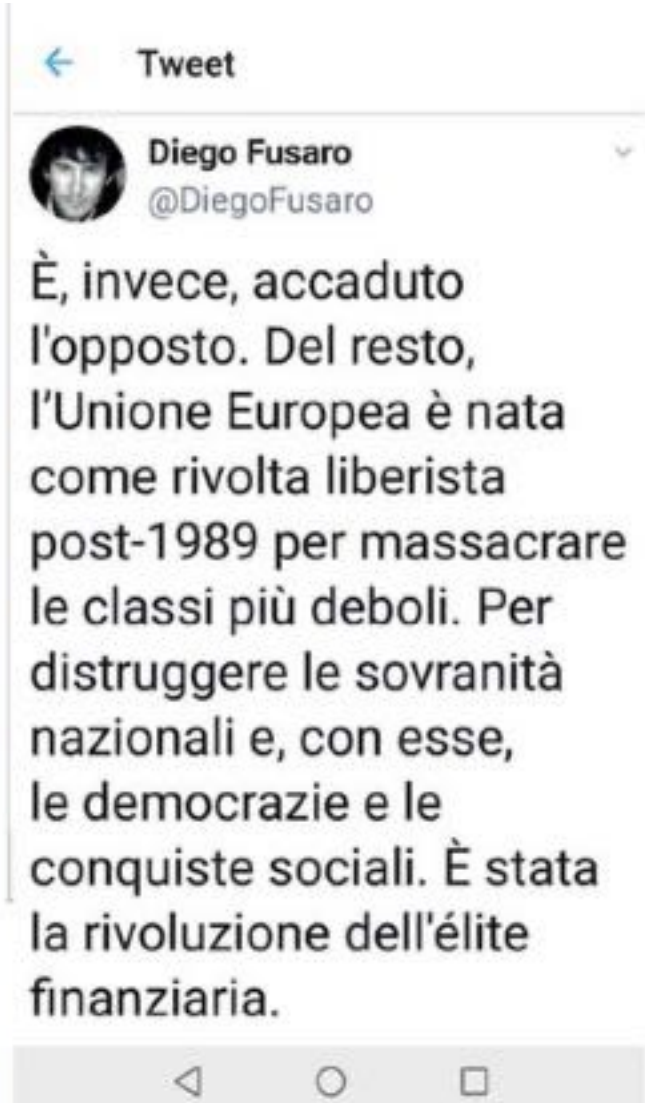 Tweet
Diego Fusaro
@DiegoFusaro
È, invece, accaduto
l'opposto. Del resto,
l'Unione Europea è nata
come rivolta liberista
post-1989 per massacrare
le classi più deboli. Per
distruggere le sovranità
nazionali e, con esse,
le democrazie e le
conquiste sociali. È stata
la rivoluzione dell'élite
finanziaria.